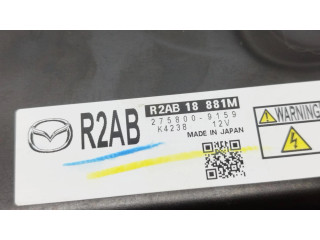 R2AB
R2AB 18 881M
275800-9159
K4238 12V
MADE IN JAPAN
WARNING